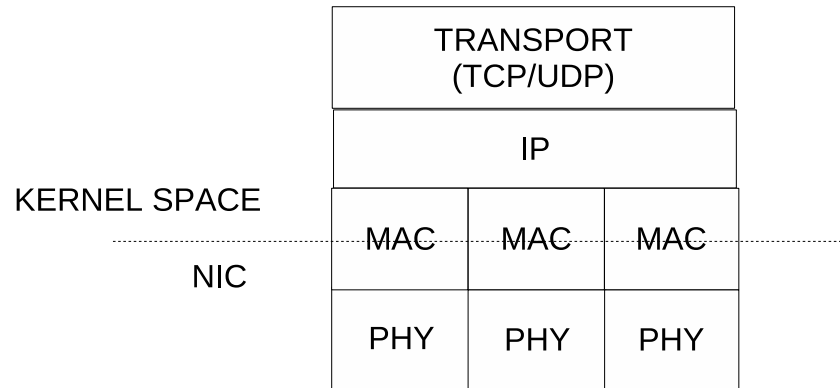 TRANSPORT
(TCP/UDP)
IP
KERNEL SPACE
MAC MAC MAC
NIC
PHY PHY PHY